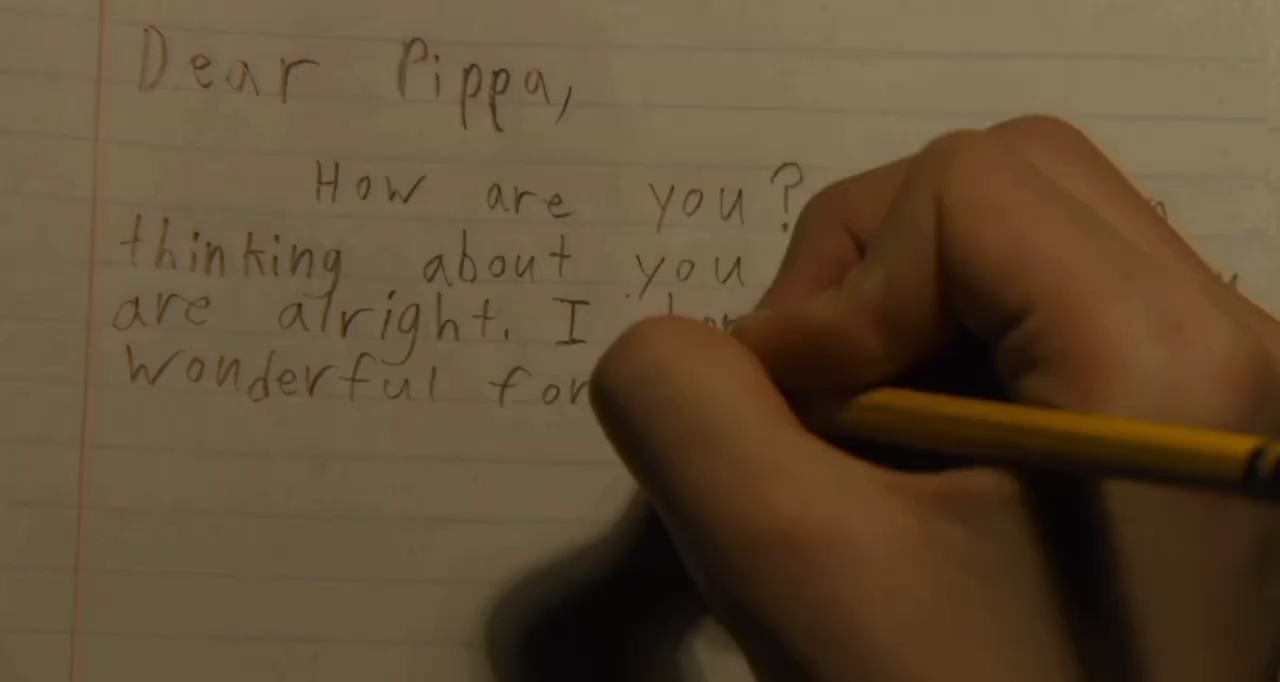 Dear Pippa,
How are you?
thinking about you
are alright. I
wonderful for